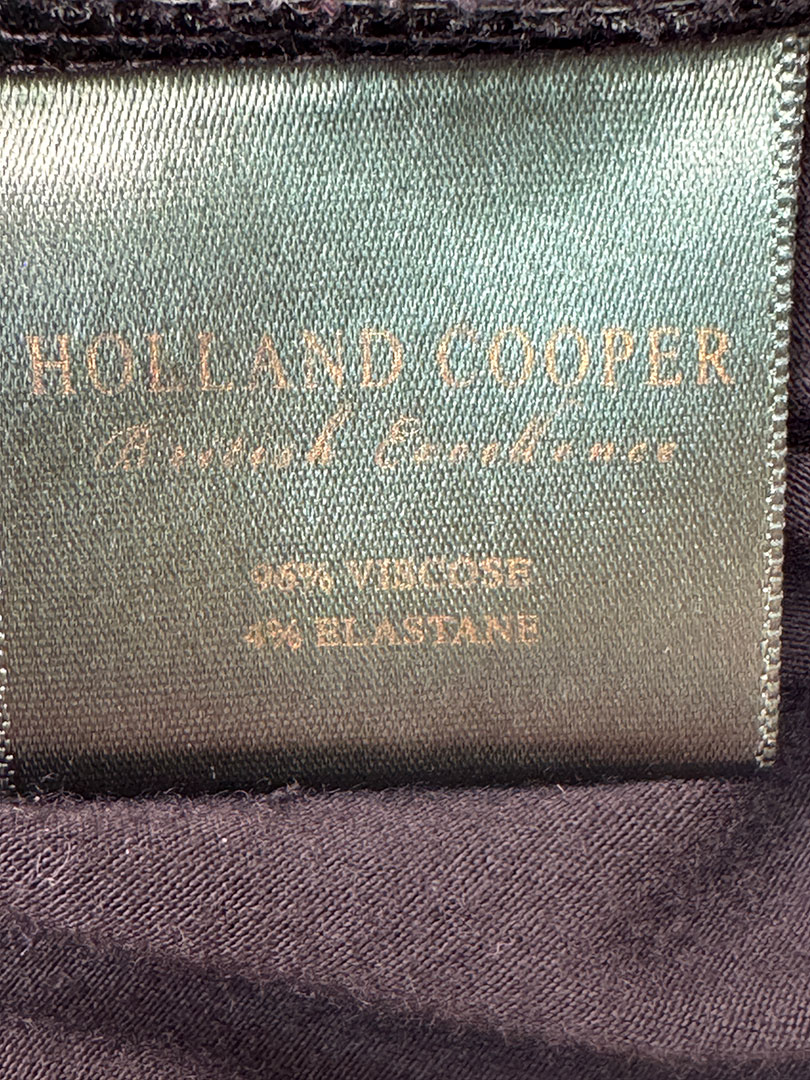 HOLLAND COOPER
British Excellence
96% VISCOSE
4% ELASTANE